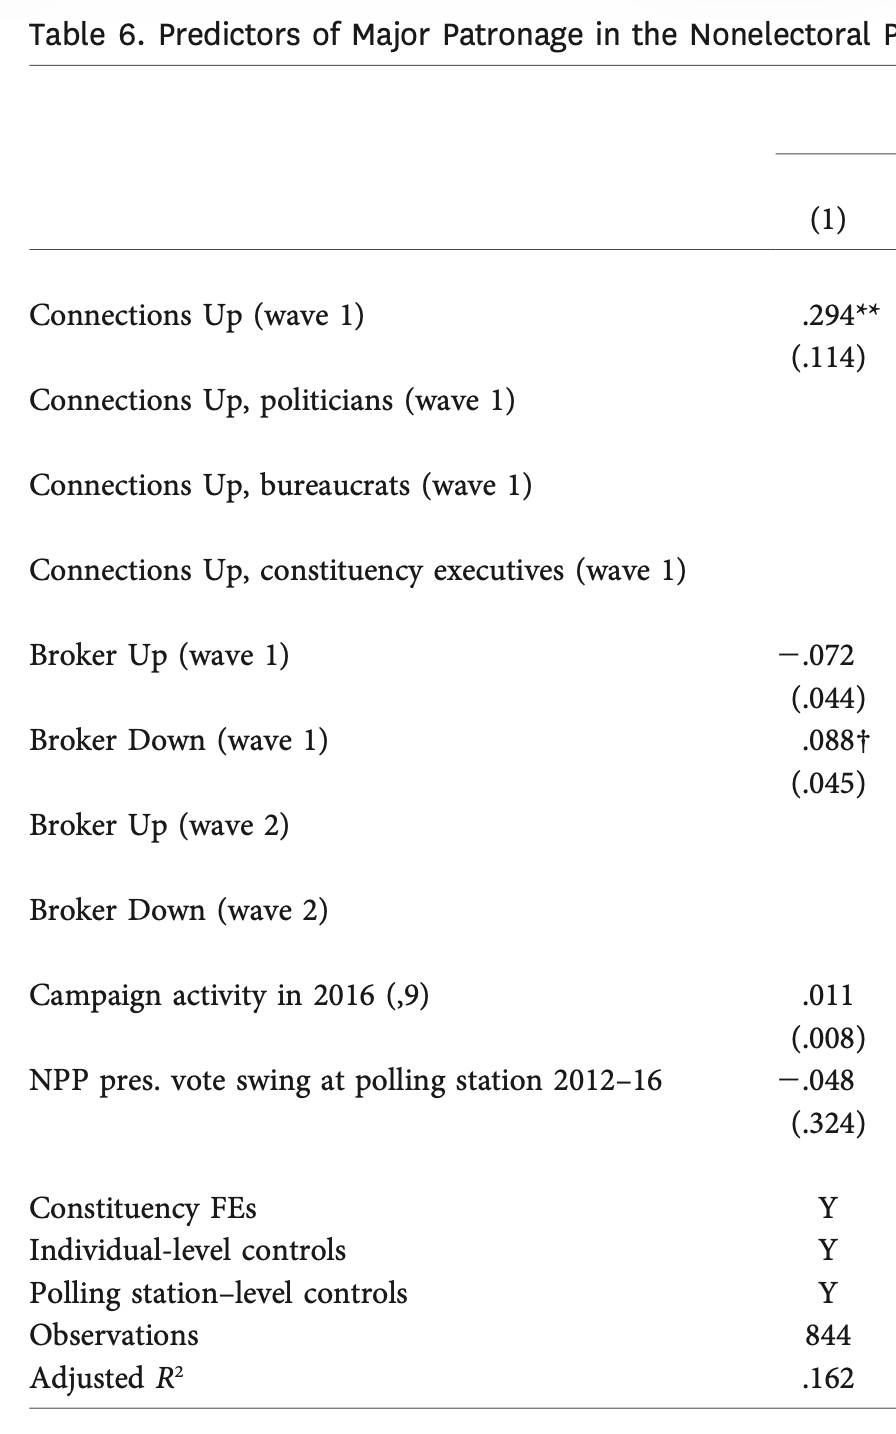 Table 6. Predictors of Major Patronage in the Nonelectoral P
(1)
Connections Up (wave 1) .294**
(.114)
Connections Up, politicians (wave 1)
Connections Up, bureaucrats (wave 1)
Connections Up, constituency executives (wave 1)
Broker Up (wave 1) −.072
(.044)
Broker Down (wave 1) .088†
(.045)
Broker Up (wave 2)
Broker Down (wave 2)
Campaign activity in 2016 (,9) .011
(.008)
NPP pres. vote swing at polling station 2012–16 −.048
(.324)
Constituency FEs Y
Individual-level controls Y
Polling station–level controls Y
Observations 844
Adjusted R² .162